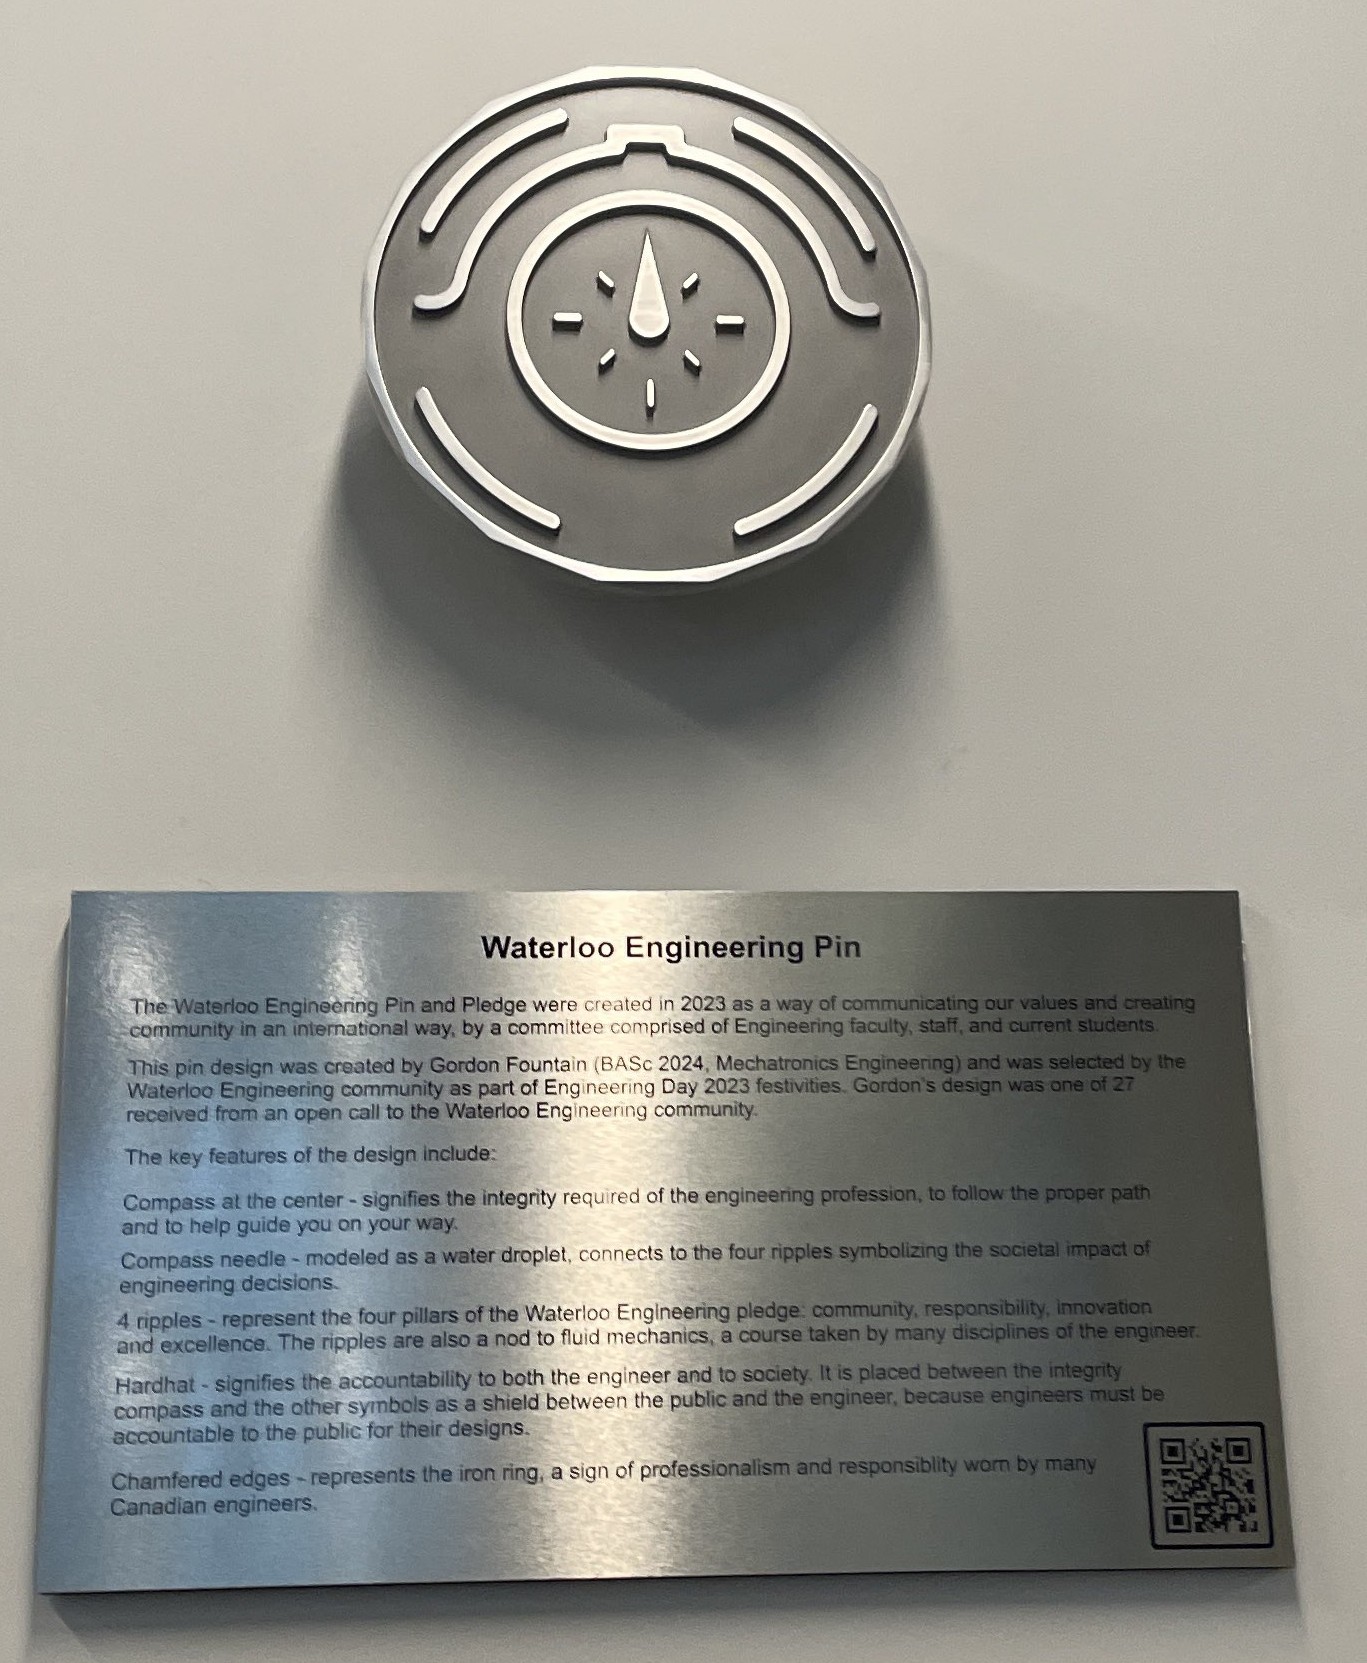 Waterloo Engineering Pin
The Waterloo Engineering Pin and Pledge were created in 2023 as a way of communicating our values and creating
community in an international way, by a committee comprised of Engineering faculty, staff, and current students.
This pin design was created by Gordon Fountain (BASc 2024, Mechatronics Engineering) and was selected by the
Waterloo Engineering community as part of Engineering Day 2023 festivities. Gordon's design was one of 27
received from an open call to the Waterloo Engineering community.
The key features of the design include:
Compass at the center - signifies the integrity required of the engineering profession, to follow the proper path
and to help guide you on your way.
Compass needle - modeled as a water droplet, connects to the four ripples symbolizing the societal impact of
engineering decisions.
4 ripples - represent the four pillars of the Waterloo Engineering pledge: community, responsibility, innovation
and excellence. The ripples are also a nod to fluid mechanics, a course taken by many disciplines of the engineer.
Hardhat - signifies the accountability to both the engineer and to society. It is placed between the integrity
compass and the other symbols as a shield between the public and the engineer, because engineers must be
accountable to the public for their designs.
Chamfered edges - represents the iron ring, a sign of professionalism and responsiblity worn by many
Canadian engineers.